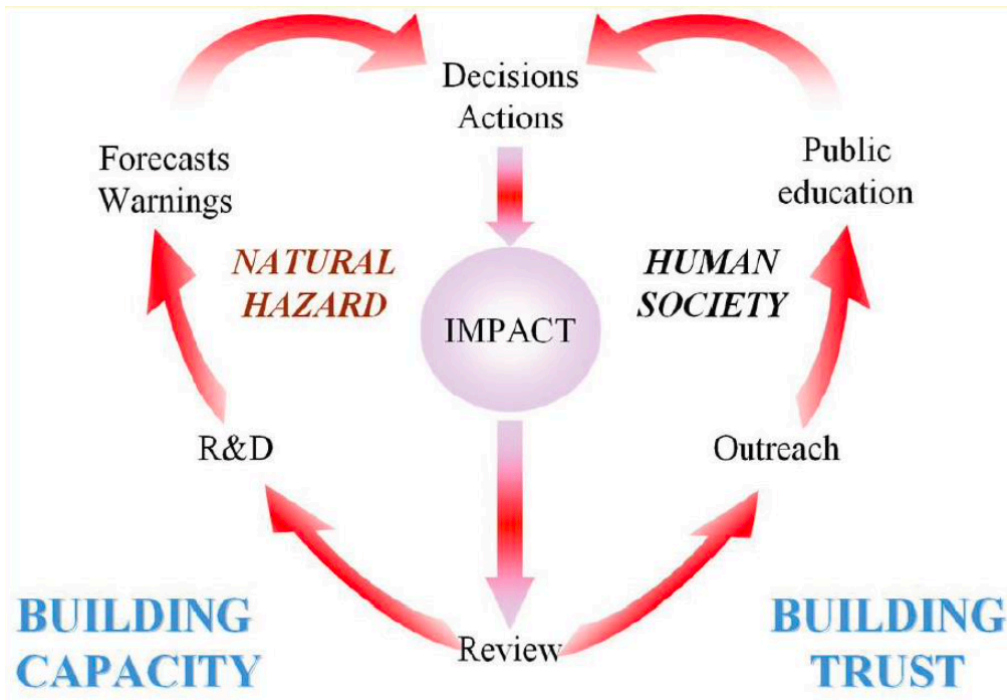 Decisions
Actions
Forecasts
Warnings
Public
education
NATURAL
HAZARD
HUMAN
SOCIETY
IMPACT
R&D
Outreach
BUILDING
CAPACITY
Review
BUILDING
TRUST